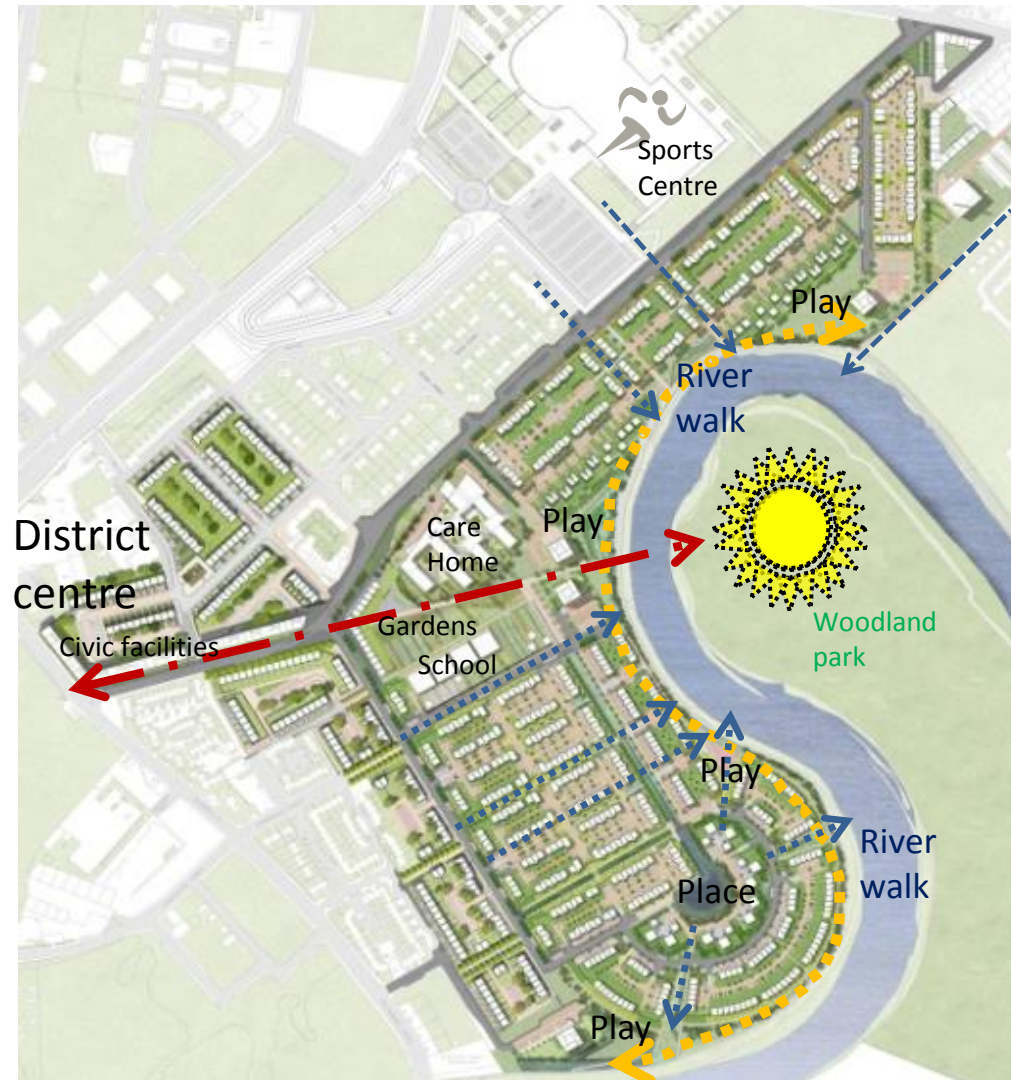 Sports
Centre
Play
River
walk
Play
Care
Home
District
centre
Civic facilities
Gardens
School
Woodland
park
Play
River
walk
Place
Play